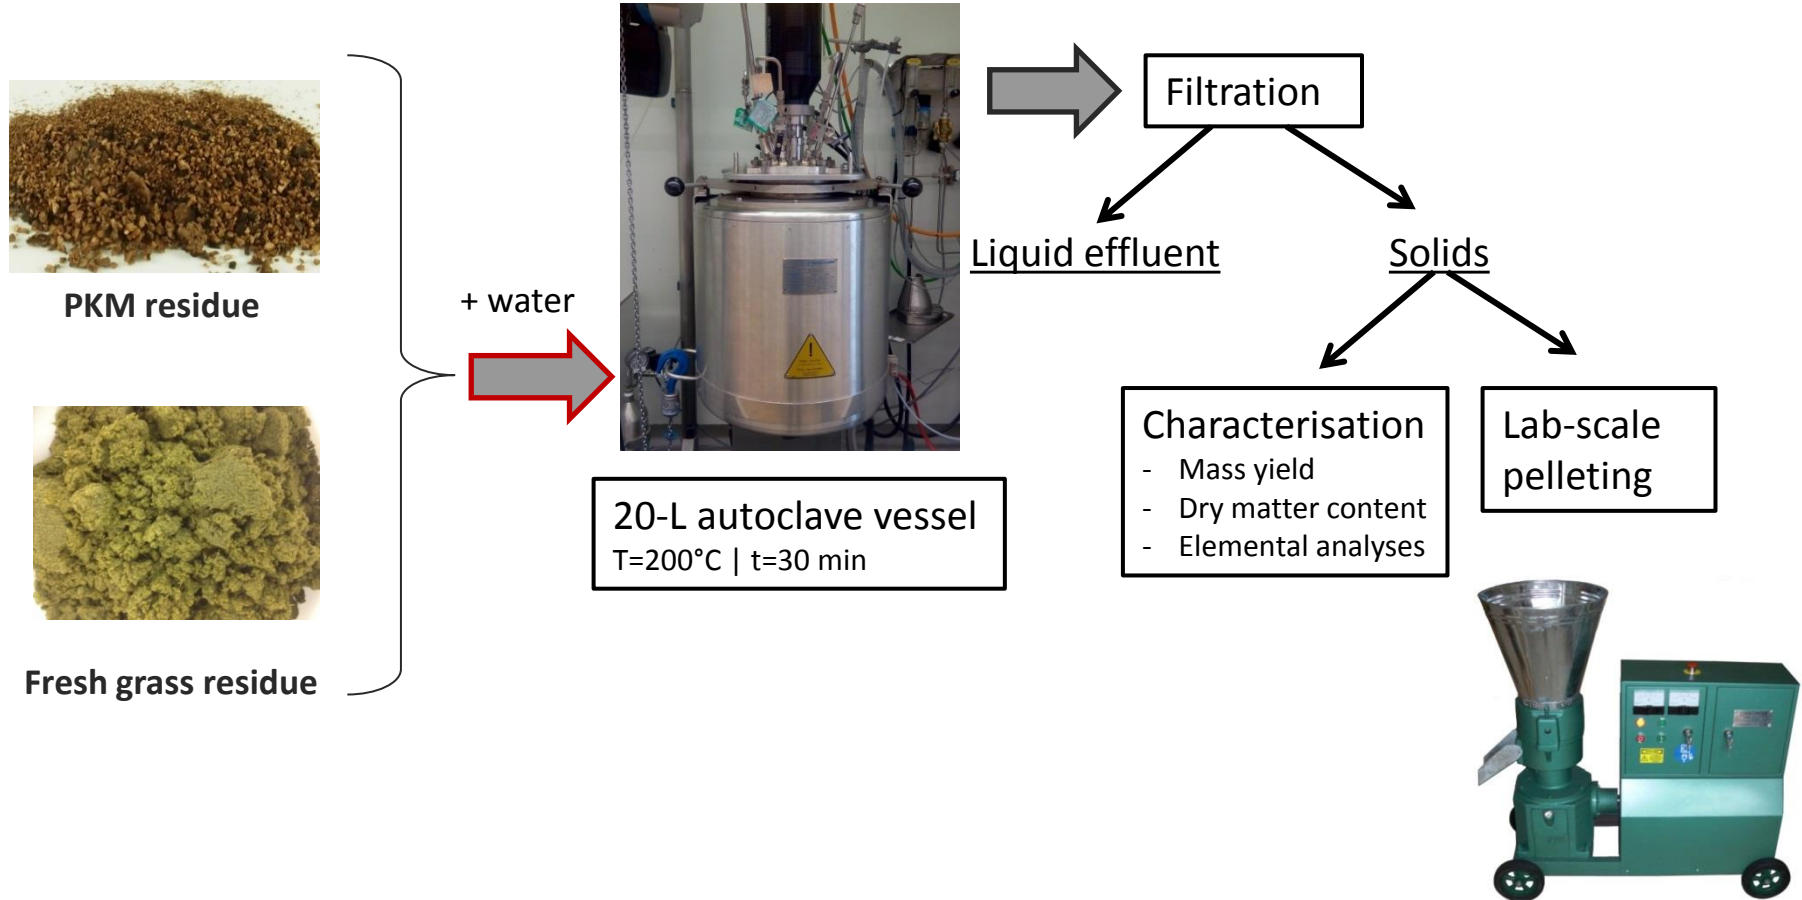 PKM residue
Fresh grass residue
+ water
20-L autoclave vessel
T=200°C | t=30 min
Filtration
Liquid effluent
Solids
Characterisation
- Mass yield
- Dry matter content
- Elemental analyses
Lab-scale
pelleting